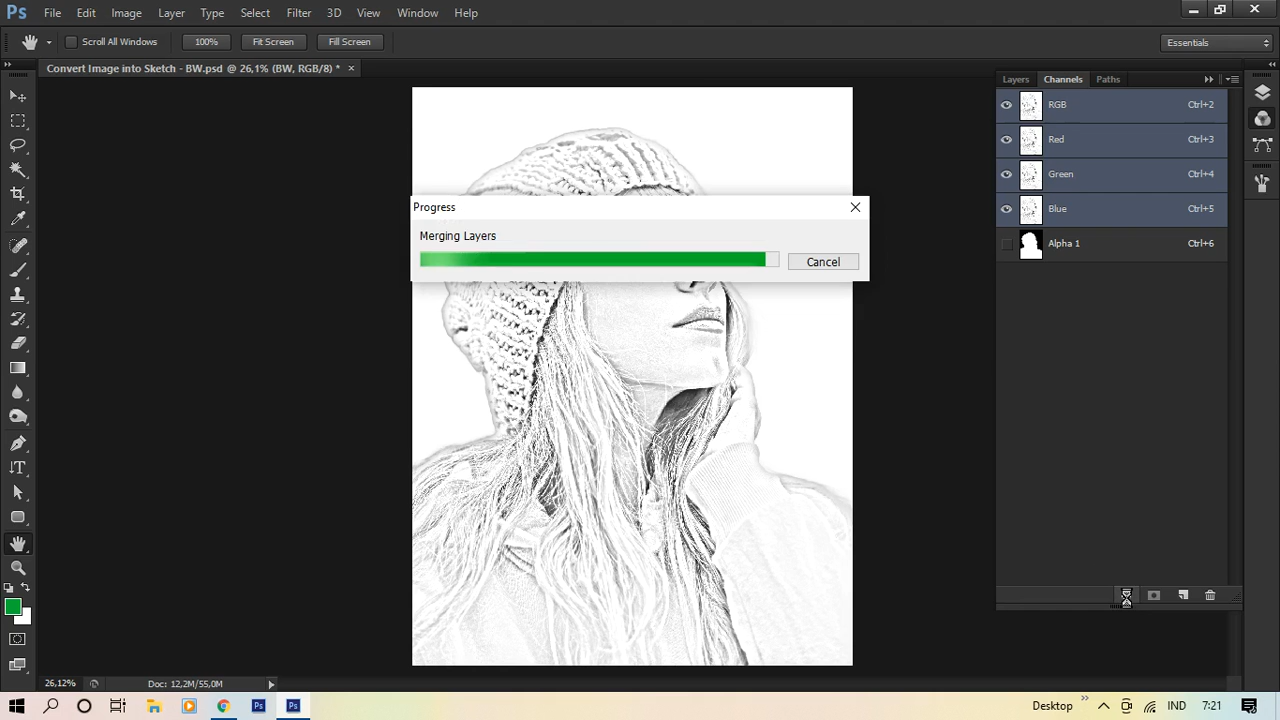 Ps File Edit Image Layer Type Select Filter 3D View Window Help
Scroll All Windows 100% Fit Screen Fill Screen Essentials
Convert Image into Sketch - BW.psd @ 26,1% (BW, RGB/8) *
Layers Channels Paths
RGB Ctrl+2
Red Ctrl+3
Green Ctrl+4
Blue Ctrl+5
Alpha 1 Ctrl+6
Progress
Merging Layers
Cancel
26,12% Doc: 12,2M/55,0M
Ps Ps Desktop IND 7:21